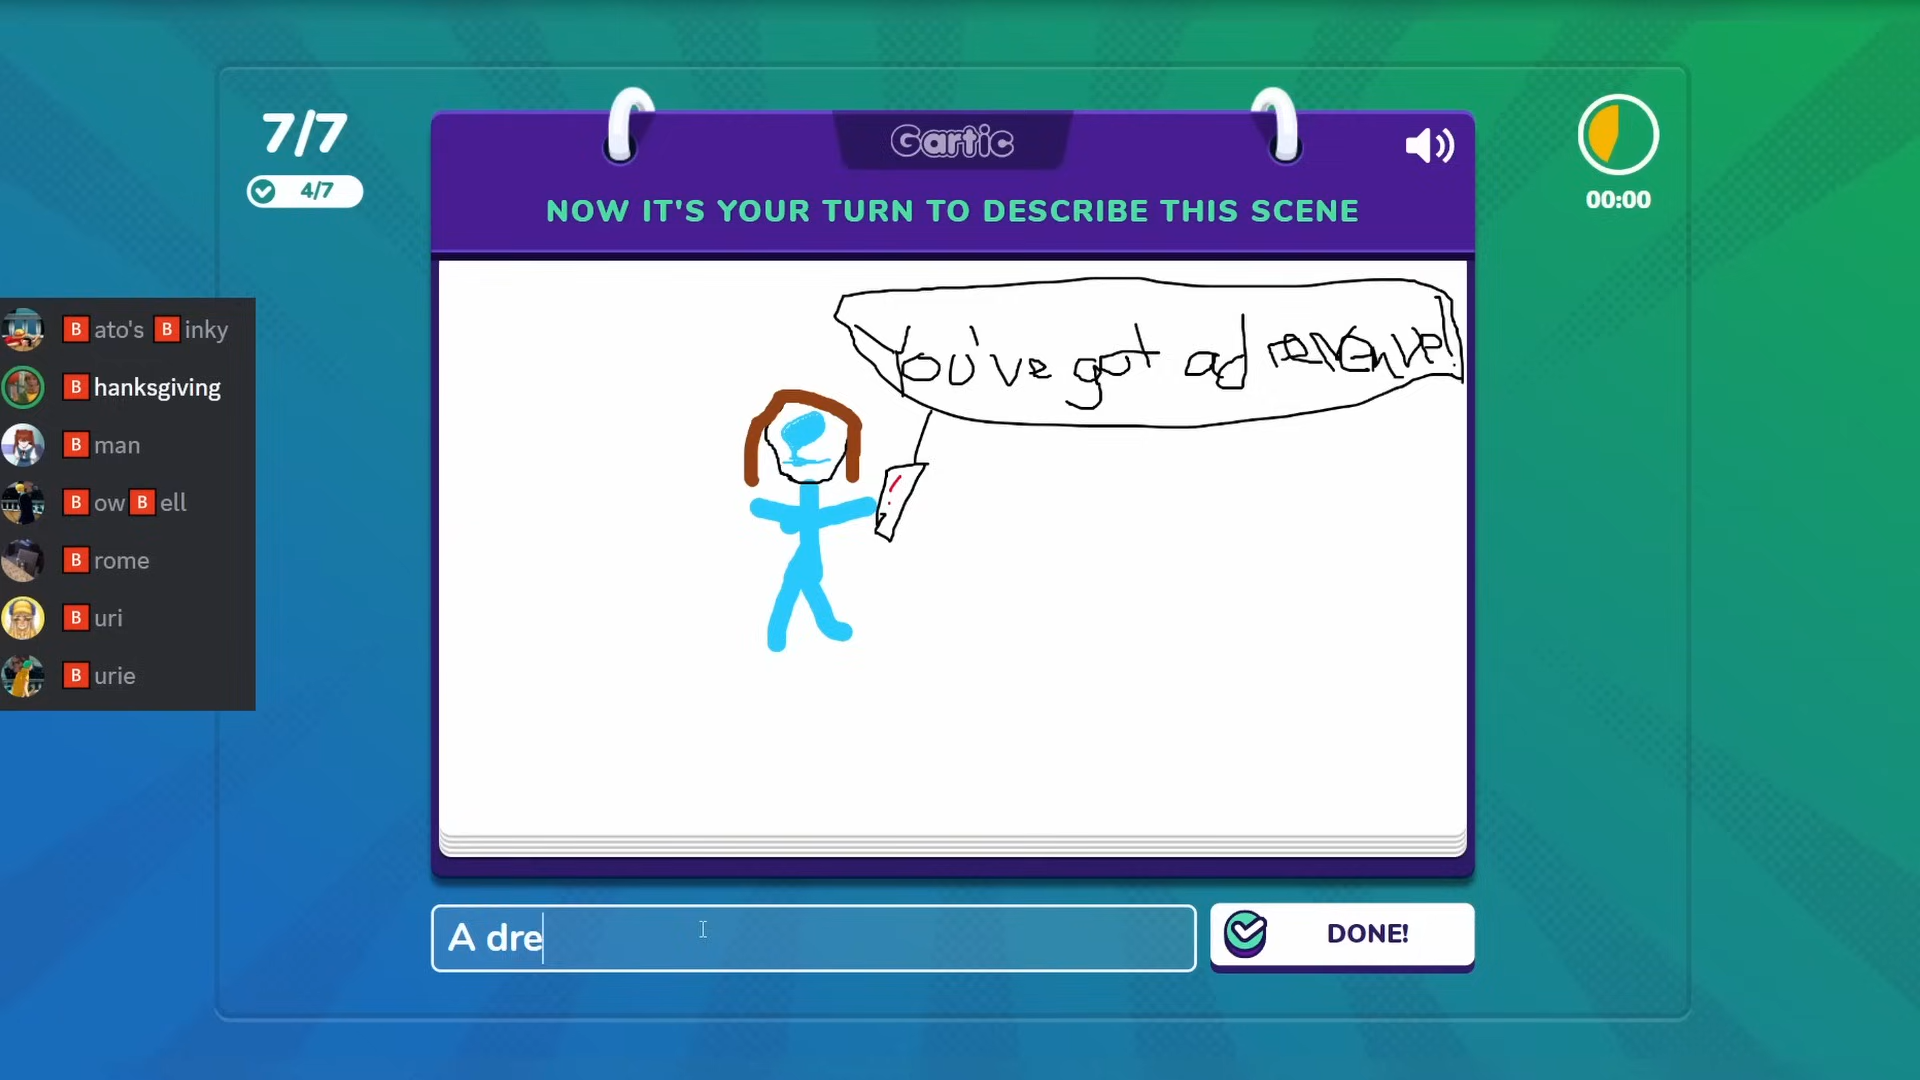 7/7
4/7
Gartic
NOW IT'S YOUR TURN TO DESCRIBE THIS SCENE
00:00
You've got ad revenue!
B ato's B inky
B hanksgiving
B man
B ow B ell
B rome
B uri
B urie
A dre
DONE!